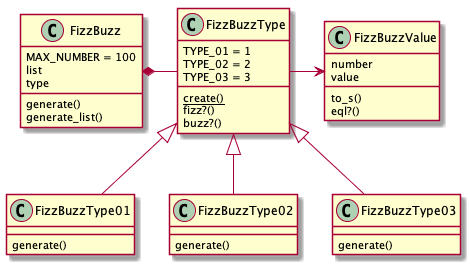 C FizzBuzz
MAX_NUMBER = 100
list
type
generate()
generate_list()
C FizzBuzzType
TYPE_01 = 1
TYPE_02 = 2
TYPE_03 = 3
create()
fizz?()
buzz?()
C FizzBuzzValue
number
value
to_s()
eql?()
C FizzBuzzType01
generate()
C FizzBuzzType02
generate()
C FizzBuzzType03
generate()